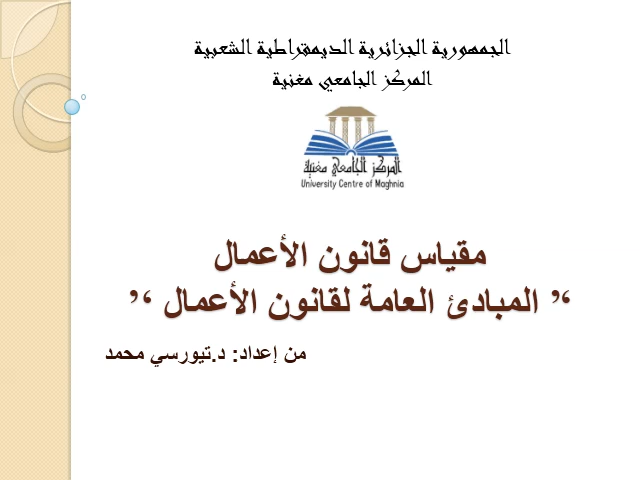 الجمهورية الجزائرية الديمقراطية الشعبية
المركز الجامعي مغنية
المركز الجامعي مغنية
University Centre of Maghnia
مقياس قانون الأعمال
“ المبادئ العامة لقانون الأعمال “
من إعداد: د.تيورسي محمد